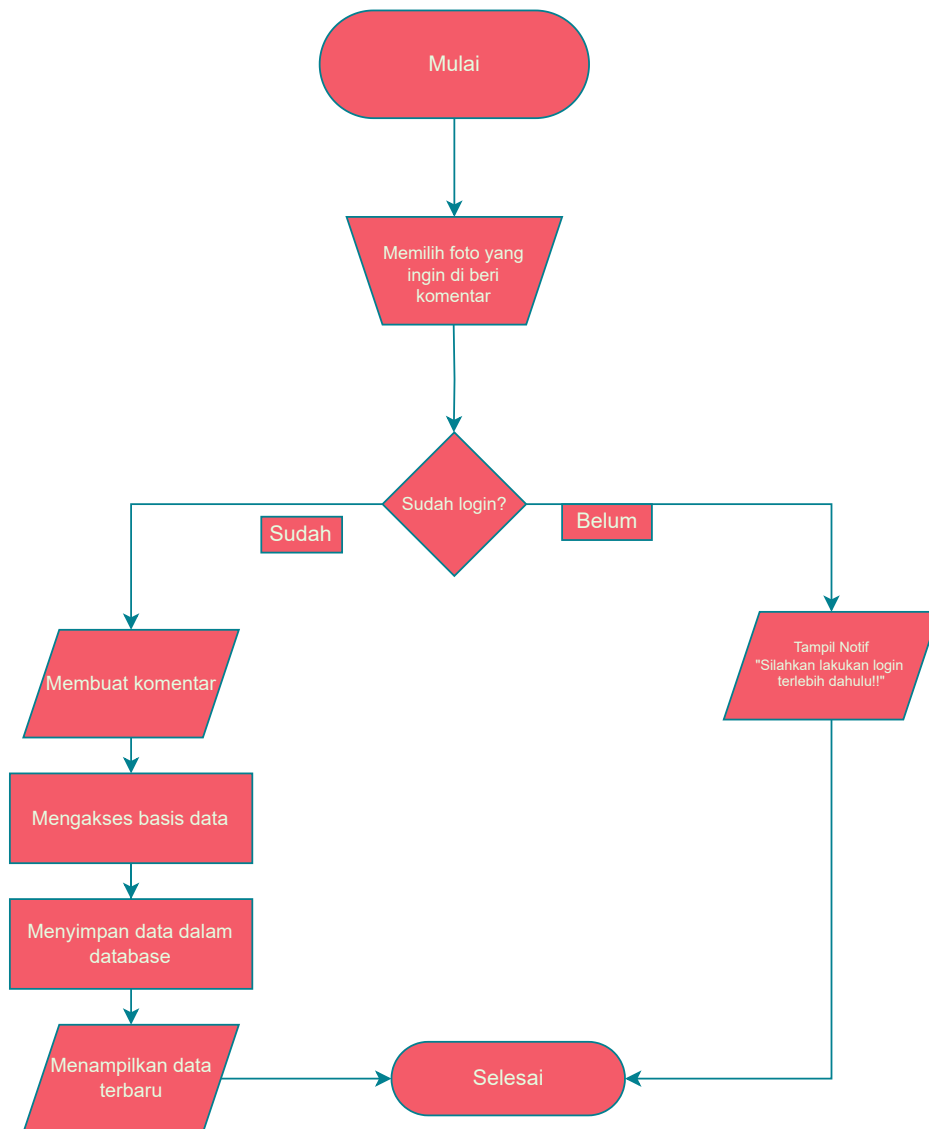 Mulai
Memilih foto yang
ingin di beri
komentar
Sudah login?
Sudah
Belum
Membuat komentar
Tampil Notif
"Silahkan lakukan login
terlebih dahulu!!"
Mengakses basis data
Menyimpan data dalam
database
Menampilkan data
terbaru
Selesai